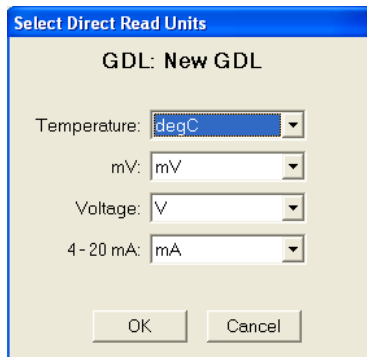 Select Direct Read Units
GDL: New GDL
Temperature: degC
mV: mV
Voltage: V
4 - 20 mA: mA
OK Cancel